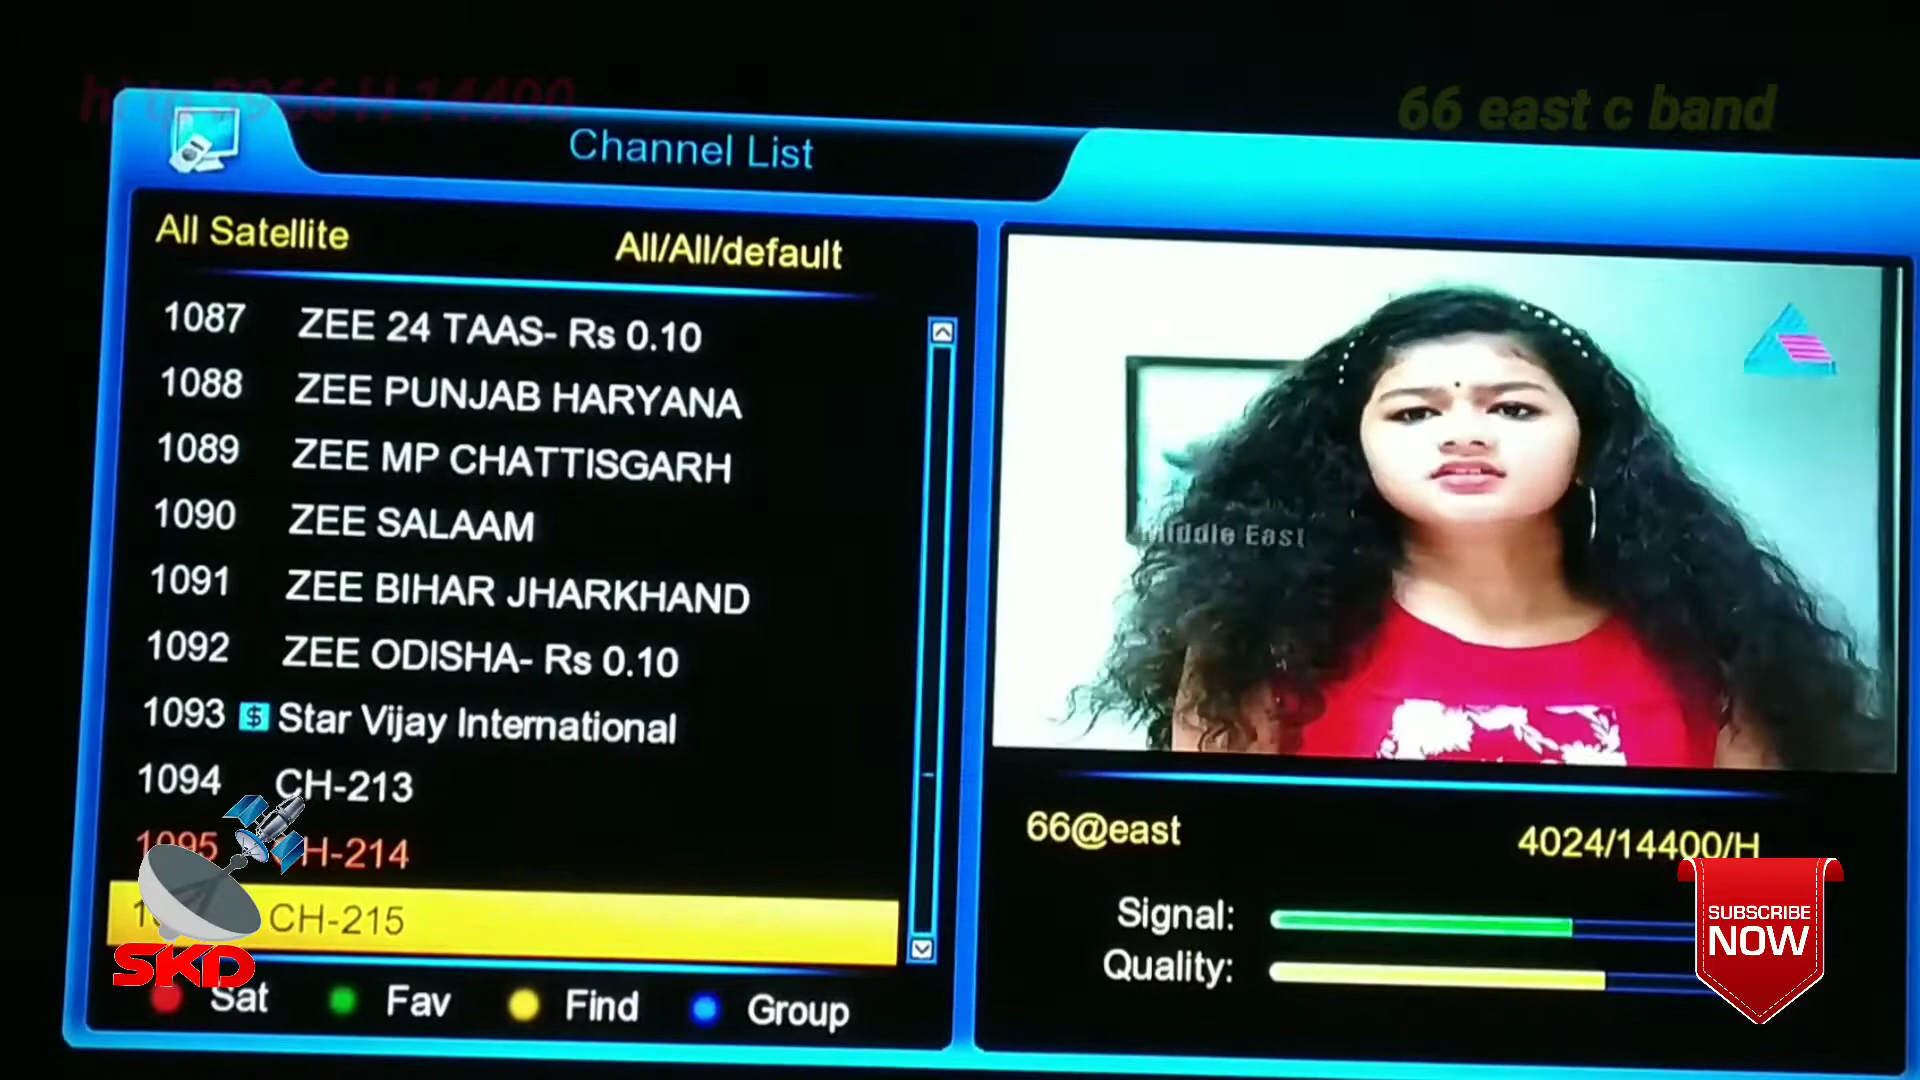 66 east c band
Channel List
All Satellite
All/All/default
1087 ZEE 24 TAAS- Rs 0.10
1088 ZEE PUNJAB HARYANA
1089 ZEE MP CHATTISGARH
1090 ZEE SALAAM
1091 ZEE BIHAR JHARKHAND
1092 ZEE ODISHA- Rs 0.10
1093 $ Star Vijay International
1094 CH-213
1095 CH-214
CH-215
Sat Fav Find Group
Middle East
66@east
4024/14400/H
Signal:
Quality:
SKD
SUBSCRIBE
NOW